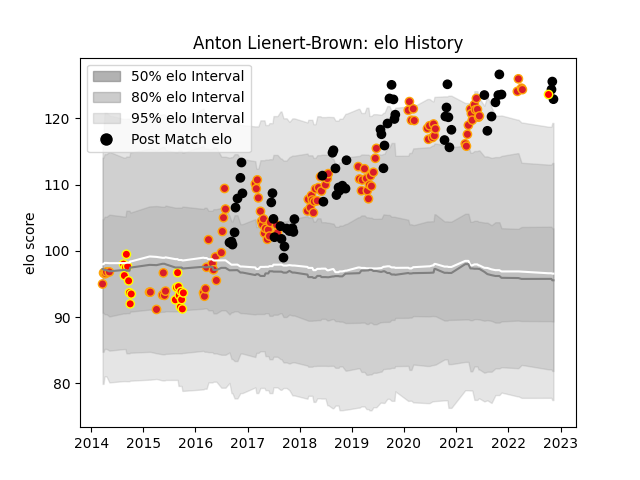 Anton Lienert-Brown: elo History
50% elo Interval
80% elo Interval
95% elo Interval
Post Match elo
elo score
120
110
100
90
80
2014 2015 2016 2017 2018 2019 2020 2021 2022 2023